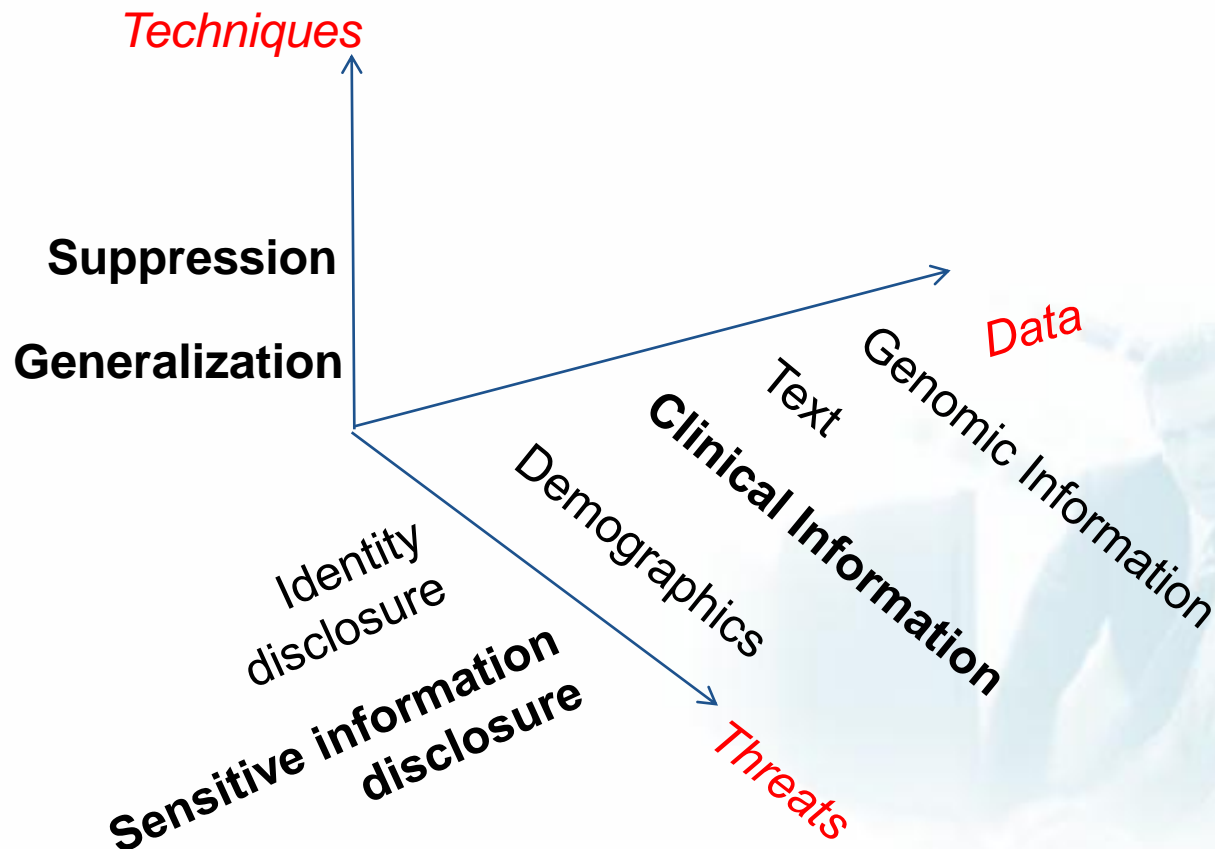 Techniques
Suppression
Generalization
Data
Genomic Information
Text
Clinical Information
Demographics
Identity
disclosure
Sensitive information
disclosure
Threats